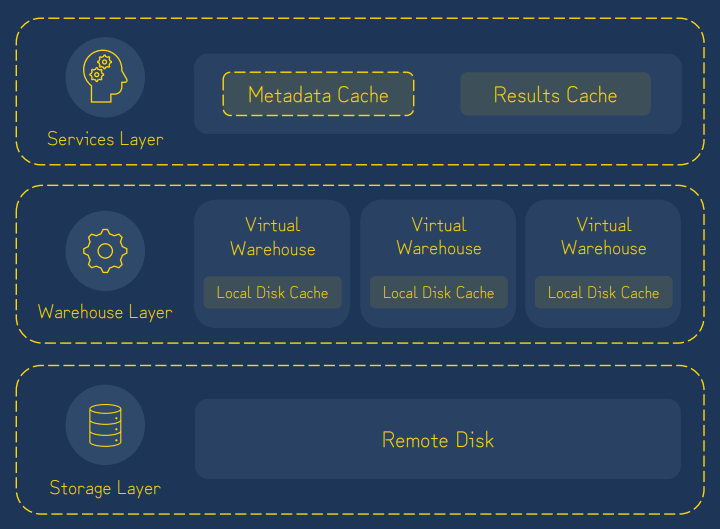 Metadata Cache
Results Cache
Services Layer
Virtual
Warehouse
Local Disk Cache
Virtual
Warehouse
Local Disk Cache
Virtual
Warehouse
Local Disk Cache
Warehouse Layer
Remote Disk
Storage Layer